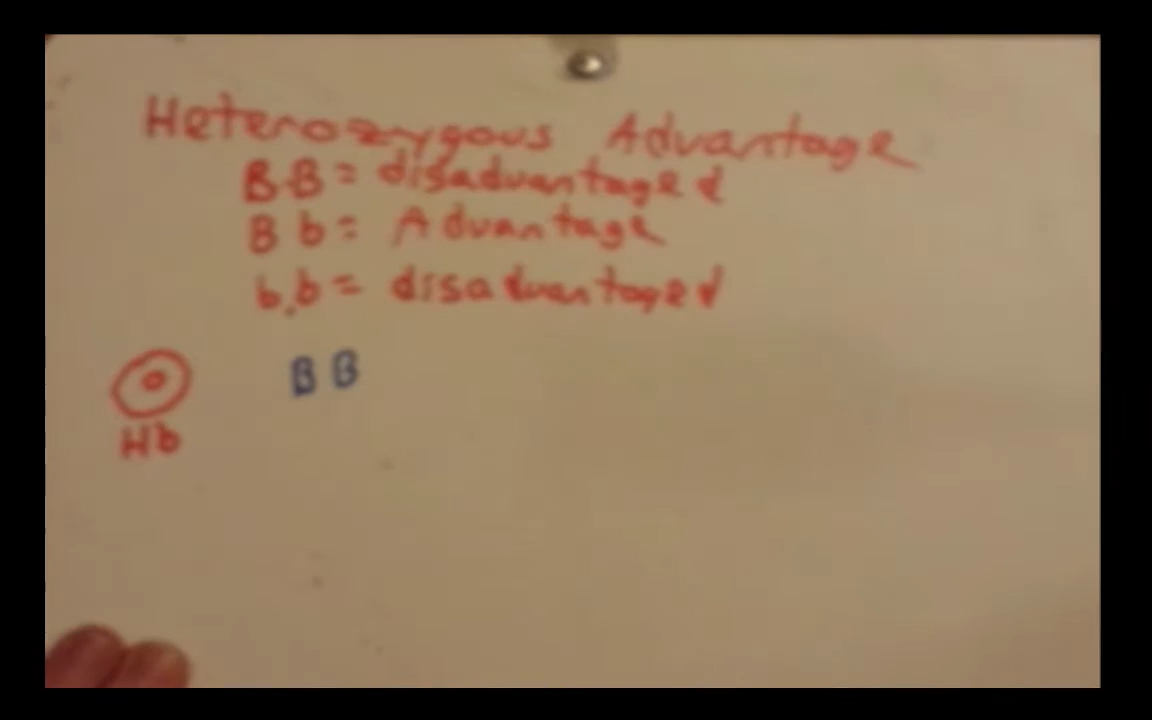 Heterozygous Advantage
BB = disadvantaged
Bb = Advantage
bb = disadvantaged
BB
Hb